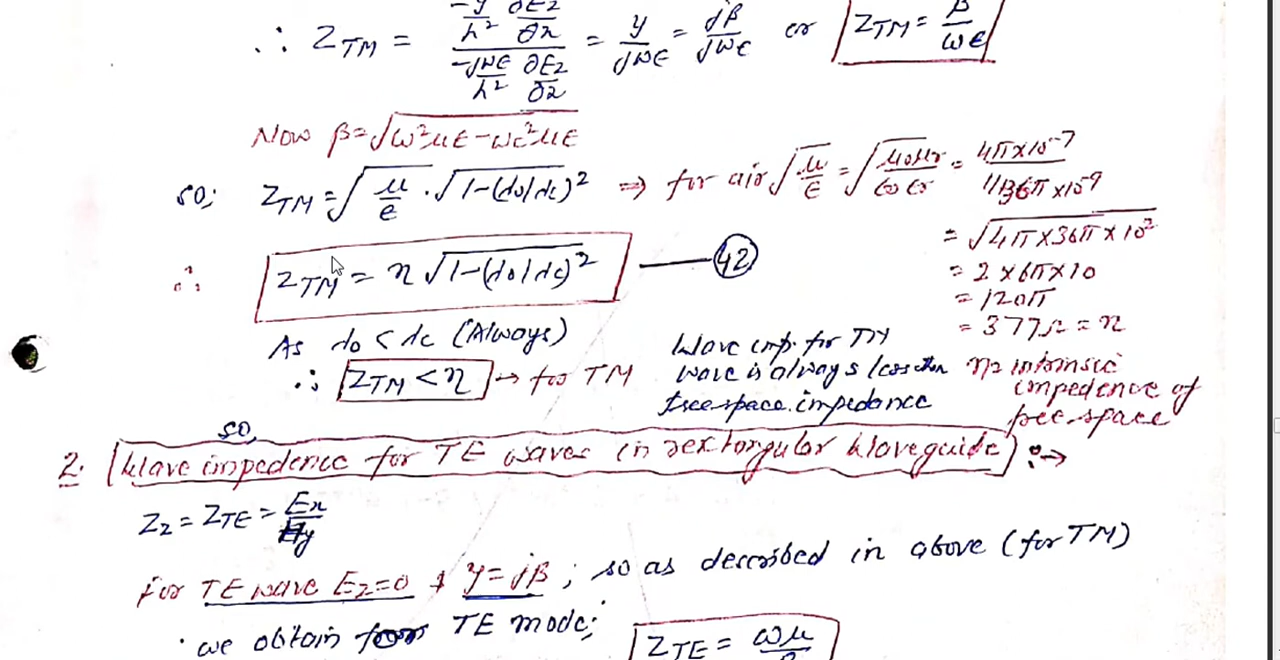 ∴ Z_TM = (-γ/h² ∂Ez/∂x) / (-jωε/h² ∂Ez/∂x) = γ/jωε = jβ/jωε or Z_TM = β/ωε
Now β = √ω²με - ωc²με
so; Z_TM = √μ/ε · √1-(λo/λc)² ⇒ for air √μ/ε = √μoμr/εoεr = 4π×10⁻⁷ / 1/36π×10⁹
= √4π×36π×10²
∴ Z_TM = η √1-(λo/λc)² —— 42
= 2×6π×10
= 120π
= 377Ω = η
As λo < λc (Always)
∴ Z_TM < η → for TM
Wave imp. for TM
wave is always less than
free space impedance
η = intrinsic
impedence of
free space
so,
2. Wave impedence for TE waves in rectangular waveguide :→
Zz = Z_TE = Ex/Hy
For TE wave Ez=0 & γ=jβ; so as described in above (for TM)
we obtain for TE mode;
Z_TE = ωμ/β